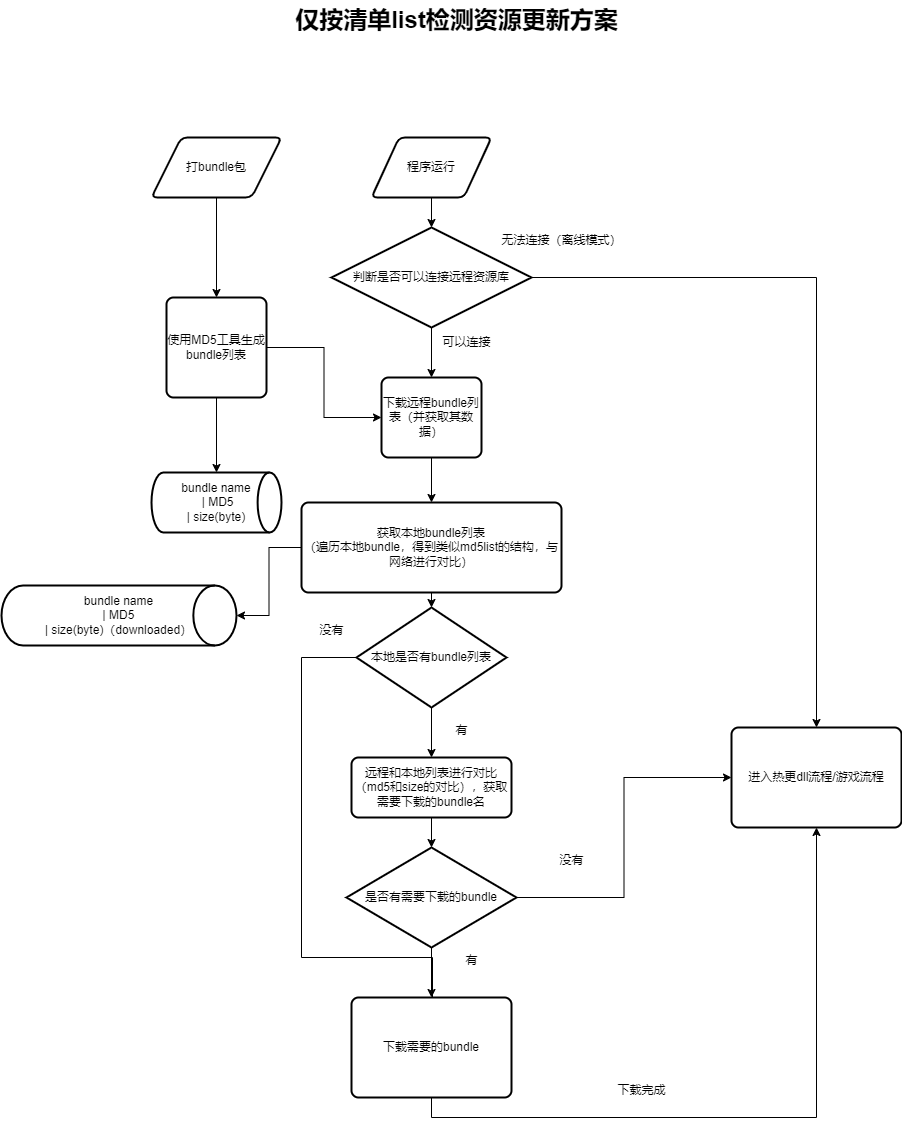 仅按清单list检测资源更新方案
打bundle包
程序运行
无法连接（离线模式）
判断是否可以连接远程资源库
可以连接
使用MD5工具生成
bundle列表
下载远程bundle列
表（并获取其数
据）
bundle name
| MD5
| size(byte)
获取本地bundle列表
（遍历本地bundle，得到类似md5list的结构，与
网络进行对比）
bundle name
| MD5
| size(byte)（downloaded）
没有
本地是否有bundle列表
有
远程和本地列表进行对比
（md5和size的对比），获取
需要下载的bundle名
进入热更dll流程/游戏流程
没有
是否有需要下载的bundle
有
下载需要的bundle
下载完成